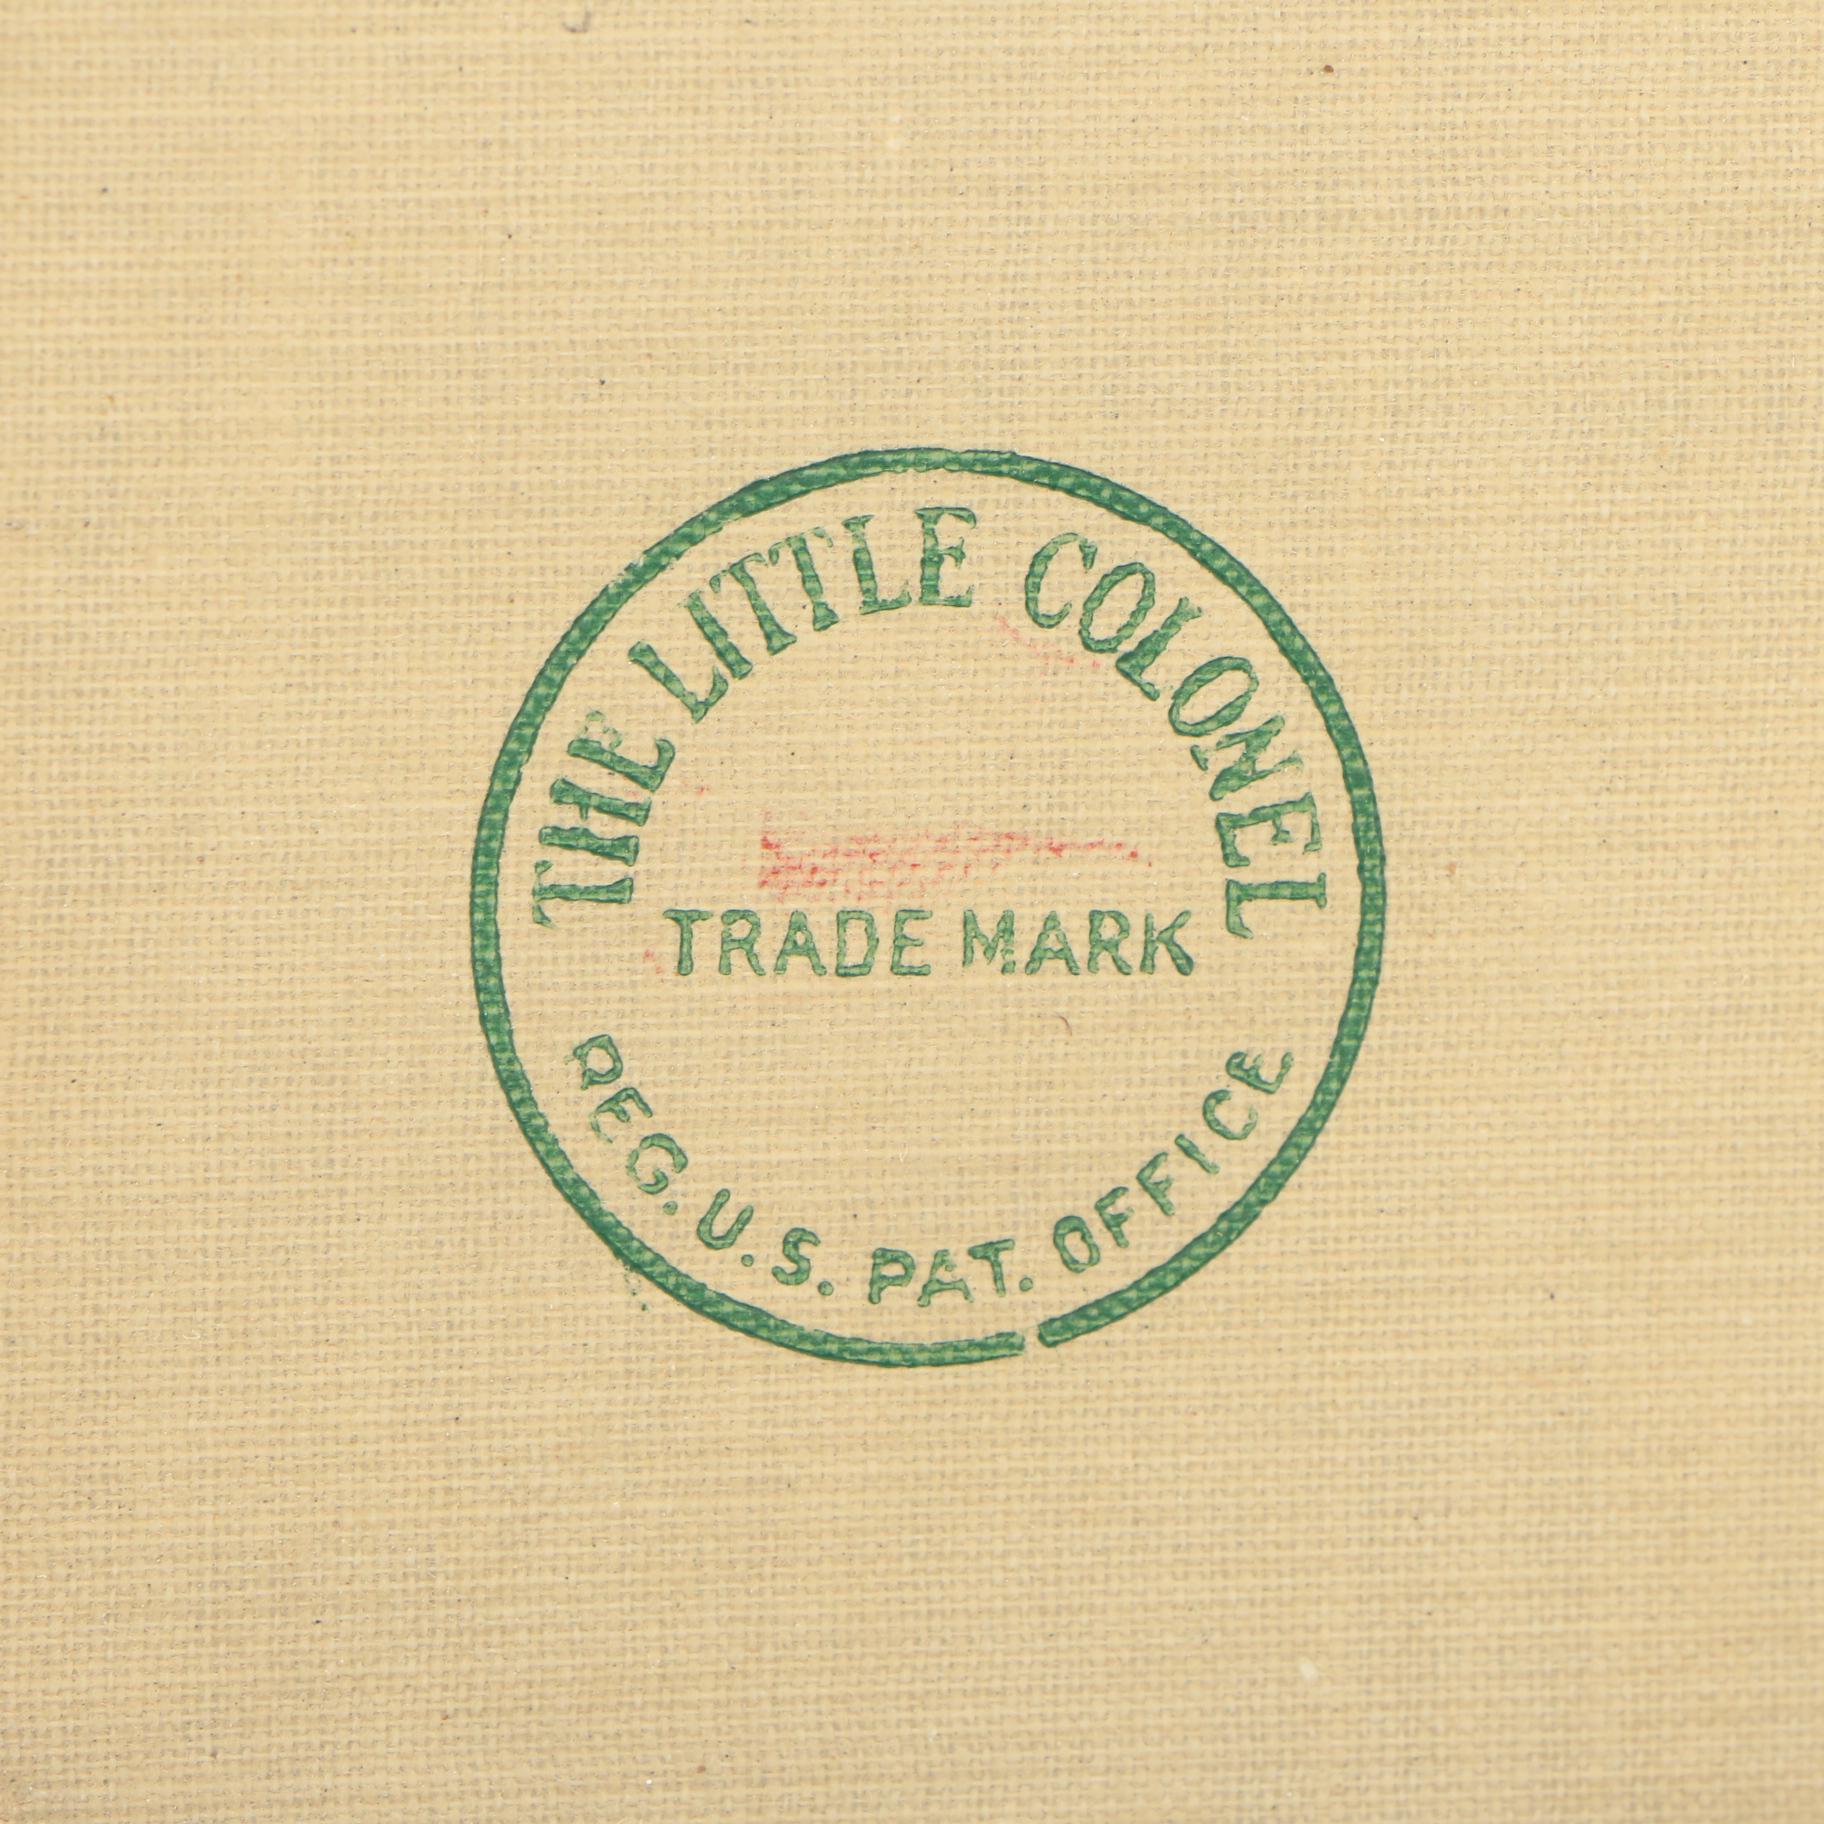 THE LITTLE COLONEL
TRADE MARK
REG. U.S. PAT. OFFICE